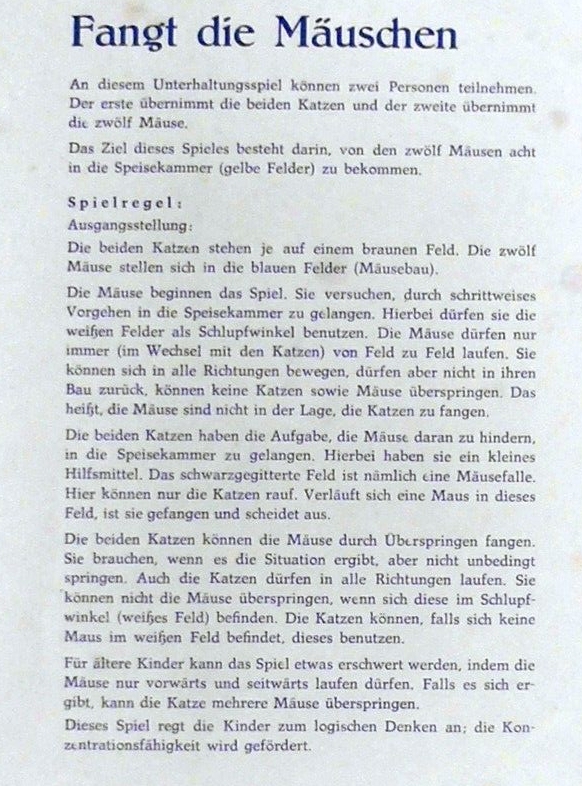 Fangt die Mäuschen
An diesem Unterhaltungsspiel können zwei Personen teilnehmen.
Der erste übernimmt die beiden Katzen und der zweite übernimmt
die zwölf Mäuse.
Das Ziel dieses Spieles besteht darin, von den zwölf Mäusen acht
in die Speisekammer (gelbe Felder) zu bekommen.
Spielregel:
Ausgangsstellung:
Die beiden Katzen stehen je auf einem braunen Feld. Die zwölf
Mäuse stellen sich in die blauen Felder (Mäusebau).
Die Mäuse beginnen das Spiel. Sie versuchen, durch schrittweises
Vorgehen in die Speisekammer zu gelangen. Hierbei dürfen sie die
weißen Felder als Schlupfwinkel benutzen. Die Mäuse dürfen nur
immer (im Wechsel mit den Katzen) von Feld zu Feld laufen. Sie
können sich in alle Richtungen bewegen, dürfen aber nicht in ihren
Bau zurück, können keine Katzen sowie Mäuse überspringen. Das
heißt, die Mäuse sind nicht in der Lage, die Katzen zu fangen.
Die beiden Katzen haben die Aufgabe, die Mäuse daran zu hindern,
in die Speisekammer zu gelangen. Hierbei haben sie ein kleines
Hilfsmittel. Das schwarzgegitterte Feld ist nämlich eine Mäusefalle.
Hier können nur die Katzen rauf. Verläuft sich eine Maus in dieses
Feld, ist sie gefangen und scheidet aus.
Die beiden Katzen können die Mäuse durch Überspringen fangen.
Sie brauchen, wenn es die Situation ergibt, aber nicht unbedingt
springen. Auch die Katzen dürfen in alle Richtungen laufen. Sie
können nicht die Mäuse überspringen, wenn sich diese im Schlupf-
winkel (weißes Feld) befinden. Die Katzen können, falls sich keine
Maus im weißen Feld befindet, dieses benutzen.
Für ältere Kinder kann das Spiel etwas erschwert werden, indem die
Mäuse nur vorwärts und seitwärts laufen dürfen. Falls es sich er-
gibt, kann die Katze mehrere Mäuse überspringen.
Dieses Spiel regt die Kinder zum logischen Denken an; die Kon-
zentrationsfähigkeit wird gefördert.